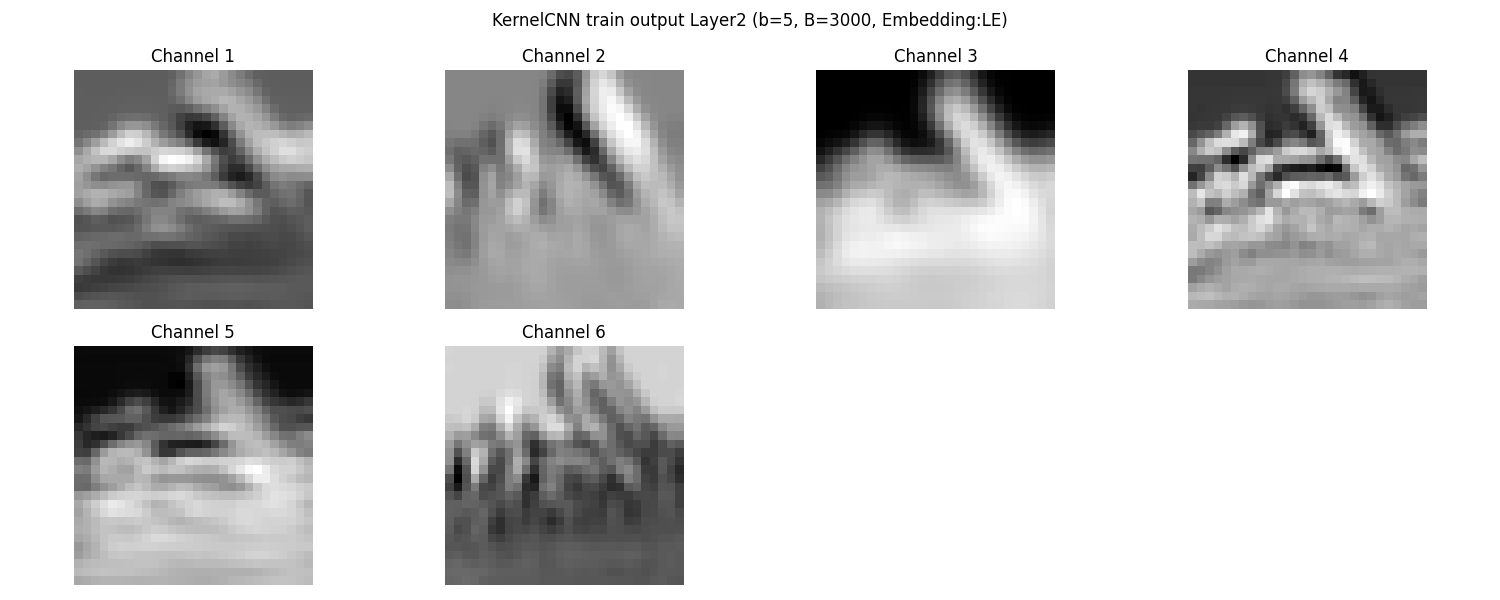 KernelCNN train output Layer2 (b=5, B=3000, Embedding:LE)
Channel 1
Channel 2
Channel 3
Channel 4
Channel 5
Channel 6